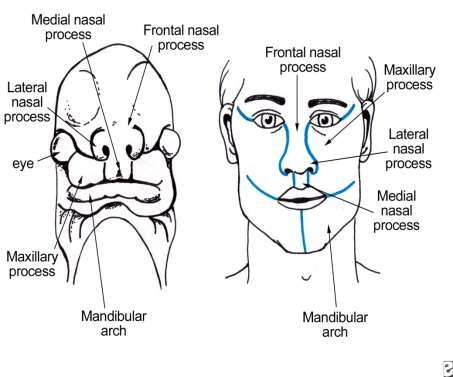 Medial nasal
process
Frontal nasal
process
Lateral
nasal
process
eye
Maxillary
process
Mandibular
arch
Frontal nasal
process
Maxillary
process
Lateral
nasal
process
Medial
nasal
process
Mandibular
arch